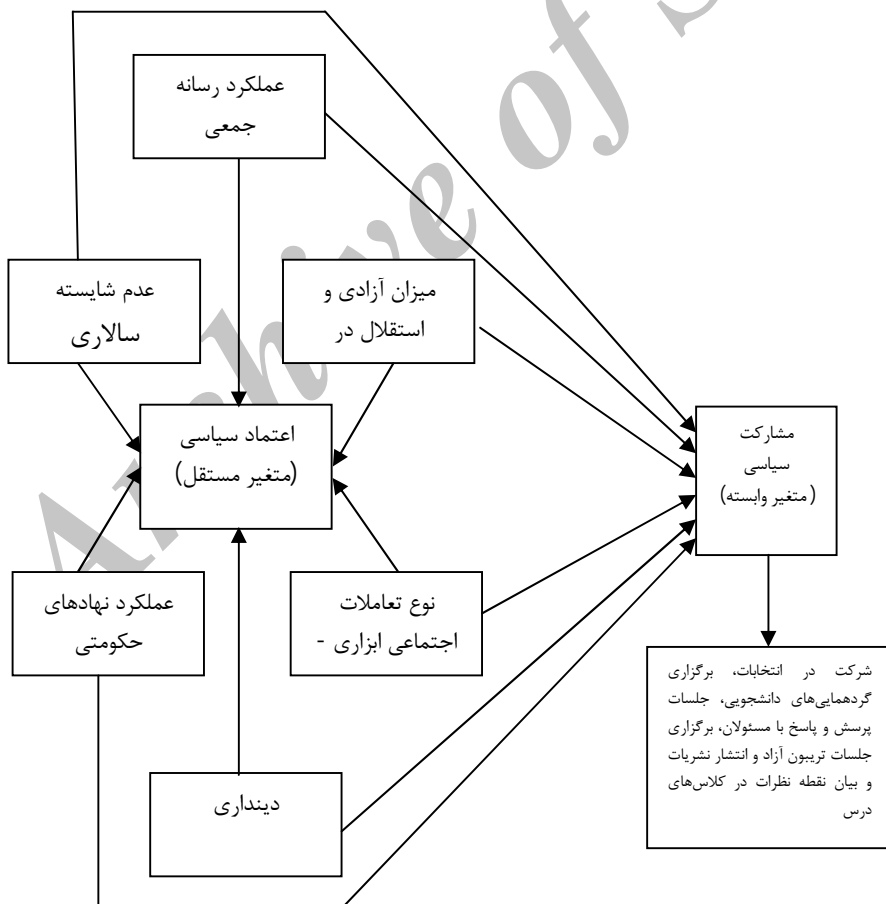 عملکرد رسانه
جمعی
عدم شایسته
سالاری
میزان آزادی و
استقلال در
اعتماد سیاسی
(متغیر مستقل)
مشارکت
سیاسی
(متغیر وابسته)
عملکرد نهادهای
حکومتی
نوع تعاملات
اجتماعی ابزاری -
دینداری
شرکت در انتخابات، برگزاری
گردهمایی‌های دانشجویی، جلسات
پرسش و پاسخ با مسئولان، برگزاری
جلسات تریبون آزاد و انتشار نشریات
و بیان نقطه نظرات در کلاس‌های
درس
Archive of S